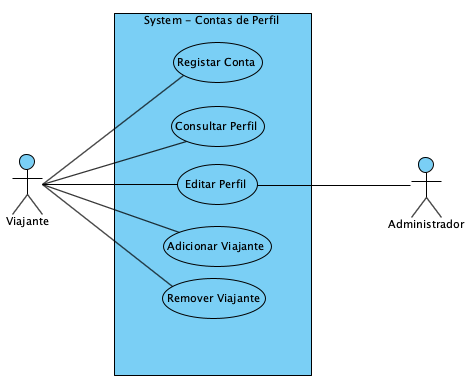 System - Contas de Perfil
Registar Conta
Consultar Perfil
Editar Perfil
Adicionar Viajante
Remover Viajante
Viajante
Administrador